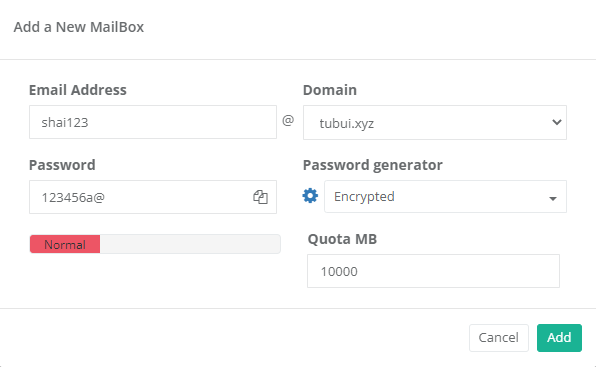 Add a New MailBox
Email Address
Domain
shai123
@
tubui.xyz
Password
Password generator
123456a@
Encrypted
Normal
Quota MB
10000
Cancel
Add